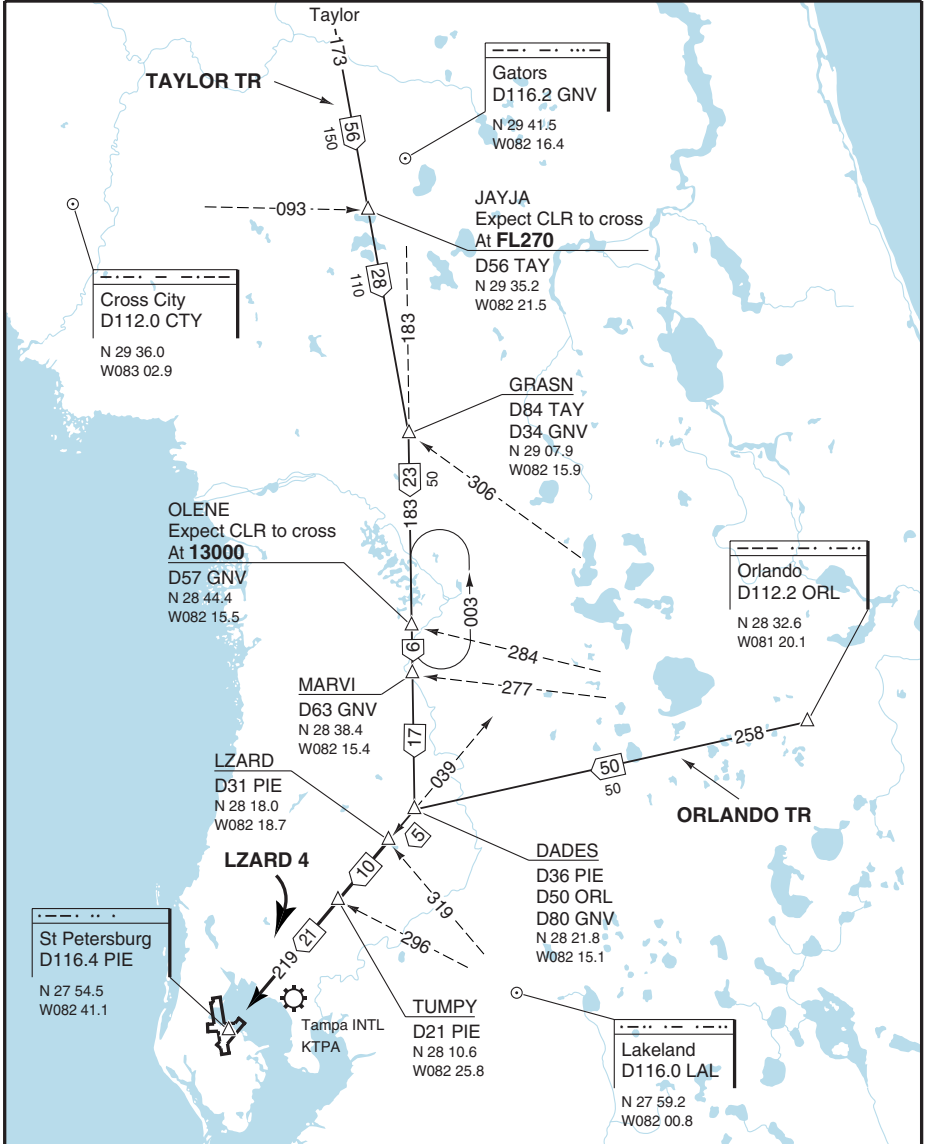 Taylor
173
TAYLOR TR
56
150
Gators
D116.2 GNV
N 29 41.5
W082 16.4
093
JAYJA
Expect CLR to cross
At FL270
D56 TAY
N 29 35.2
W082 21.5
Cross City
D112.0 CTY
N 29 36.0
W083 02.9
28
110
183
GRASN
D84 TAY
D34 GNV
N 29 07.9
W082 15.9
23
50
183
306
OLENE
Expect CLR to cross
At 13000
D57 GNV
N 28 44.4
W082 15.5
003
Orlando
D112.2 ORL
N 28 32.6
W081 20.1
6
284
277
MARVI
D63 GNV
N 28 38.4
W082 15.4
17
039
258
50
50
ORLANDO TR
LZARD
D31 PIE
N 28 18.0
W082 18.7
5
LZARD 4
10
DADES
D36 PIE
D50 ORL
D80 GNV
N 28 21.8
W082 15.1
319
296
21
219
St Petersburg
D116.4 PIE
N 27 54.5
W082 41.1
Tampa INTL
KTPA
TUMPY
D21 PIE
N 28 10.6
W082 25.8
Lakeland
D116.0 LAL
N 27 59.2
W082 00.8